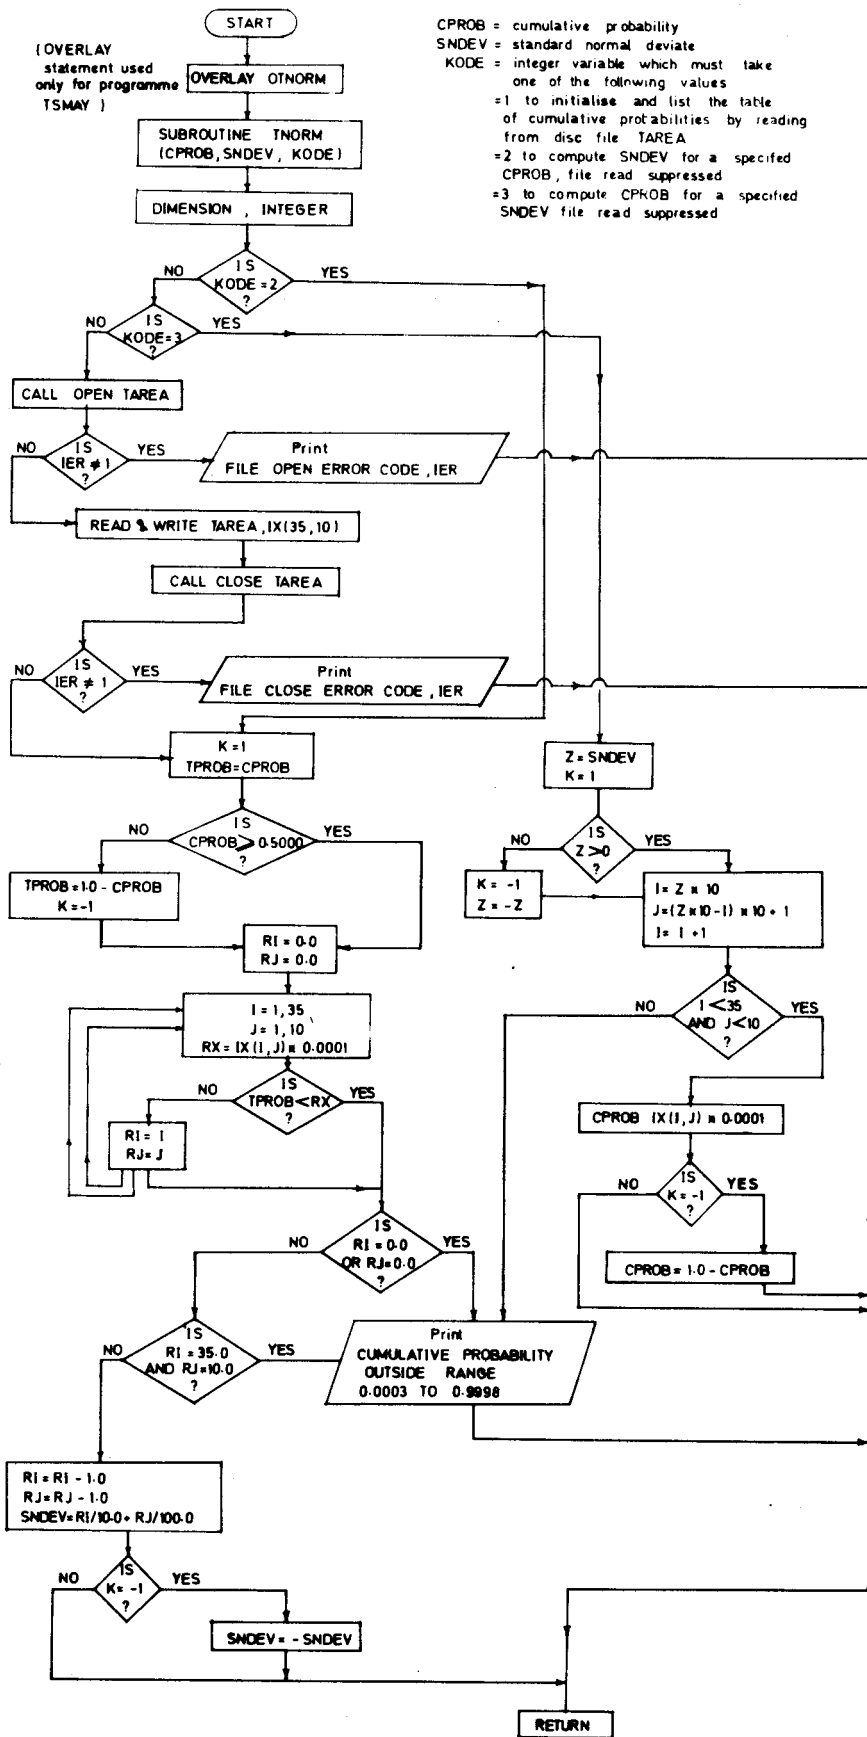 START
(OVERLAY
statement used
only for programme
TSMAY )
OVERLAY OTNORM
CPROB = cumulative probability
SNDEV = standard normal deviate
KODE = integer variable which must take
one of the following values
=1 to initialise and list the table
of cumulative probabilities by reading
from disc file TAREA
=2 to compute SNDEV for a specifed
CPROB, file read suppressed
=3 to compute CPROB for a specified
SNDEV file read suppressed
SUBROUTINE TNORM
(CPROB, SNDEV, KODE)
DIMENSION , INTEGER
NO
IS
KODE = 2
?
YES
NO
IS
KODE=3
?
YES
CALL OPEN TAREA
NO
IS
IER ≠ 1
?
YES
Print
FILE OPEN ERROR CODE, IER
READ & WRITE TAREA, IX(35,10)
CALL CLOSE TAREA
NO
IS
IER ≠ 1
?
YES
Print
FILE CLOSE ERROR CODE, IER
K = 1
TPROB=CPROB
Z = SNDEV
K = 1
NO
IS
CPROB ⩾ 0.5000
?
YES
NO
IS
Z >0
?
YES
TPROB=1.0 - CPROB
K=-1
K = -1
Z = -Z
I = Z * 10
J=(Z*10-I) * 10 + 1
I= I +1
RI = 0.0
RJ = 0.0
I = 1, 35
J = 1, 10
RX = IX (I, J) * 0.0001
NO
IS
I <35
AND J<10
?
YES
NO
IS
TPROB<RX
?
YES
RI = I
RJ= J
CPROB IX(I, J) * 0.0001
NO
IS
K = -1
?
YES
CPROB = 1.0 - CPROB
NO
IS
RI = 0.0
OR RJ=0.0
?
YES
NO
IS
RI = 35.0
AND RJ=10.0
?
YES
Print
CUMULATIVE PROBABILITY
OUTSIDE RANGE
0.0003 TO 0.9998
RI=RI - 1.0
RJ=RJ - 1.0
SNDEV=RI/10.0+ RJ/100.0
NO
IS
K= -1
?
YES
SNDEV= - SNDEV
RETURN